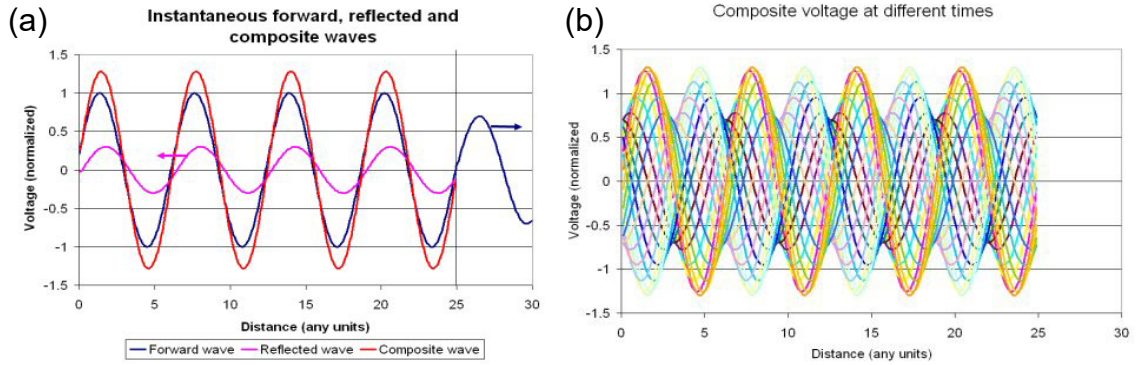 (a)
Instantaneous forward, reflected and
composite waves
Voltage (normalized)
1.5
1
0.5
0
-0.5
-1
-1.5
0 5 10 15 20 25 30
Distance (any units)
Forward wave Reflected wave Composite wave
(b)
Composite voltage at different times
Voltage (normalized)
1.5
1
0.5
0
-0.5
-1
-1.5
0 5 10 15 20 25 30
Distance (any units)